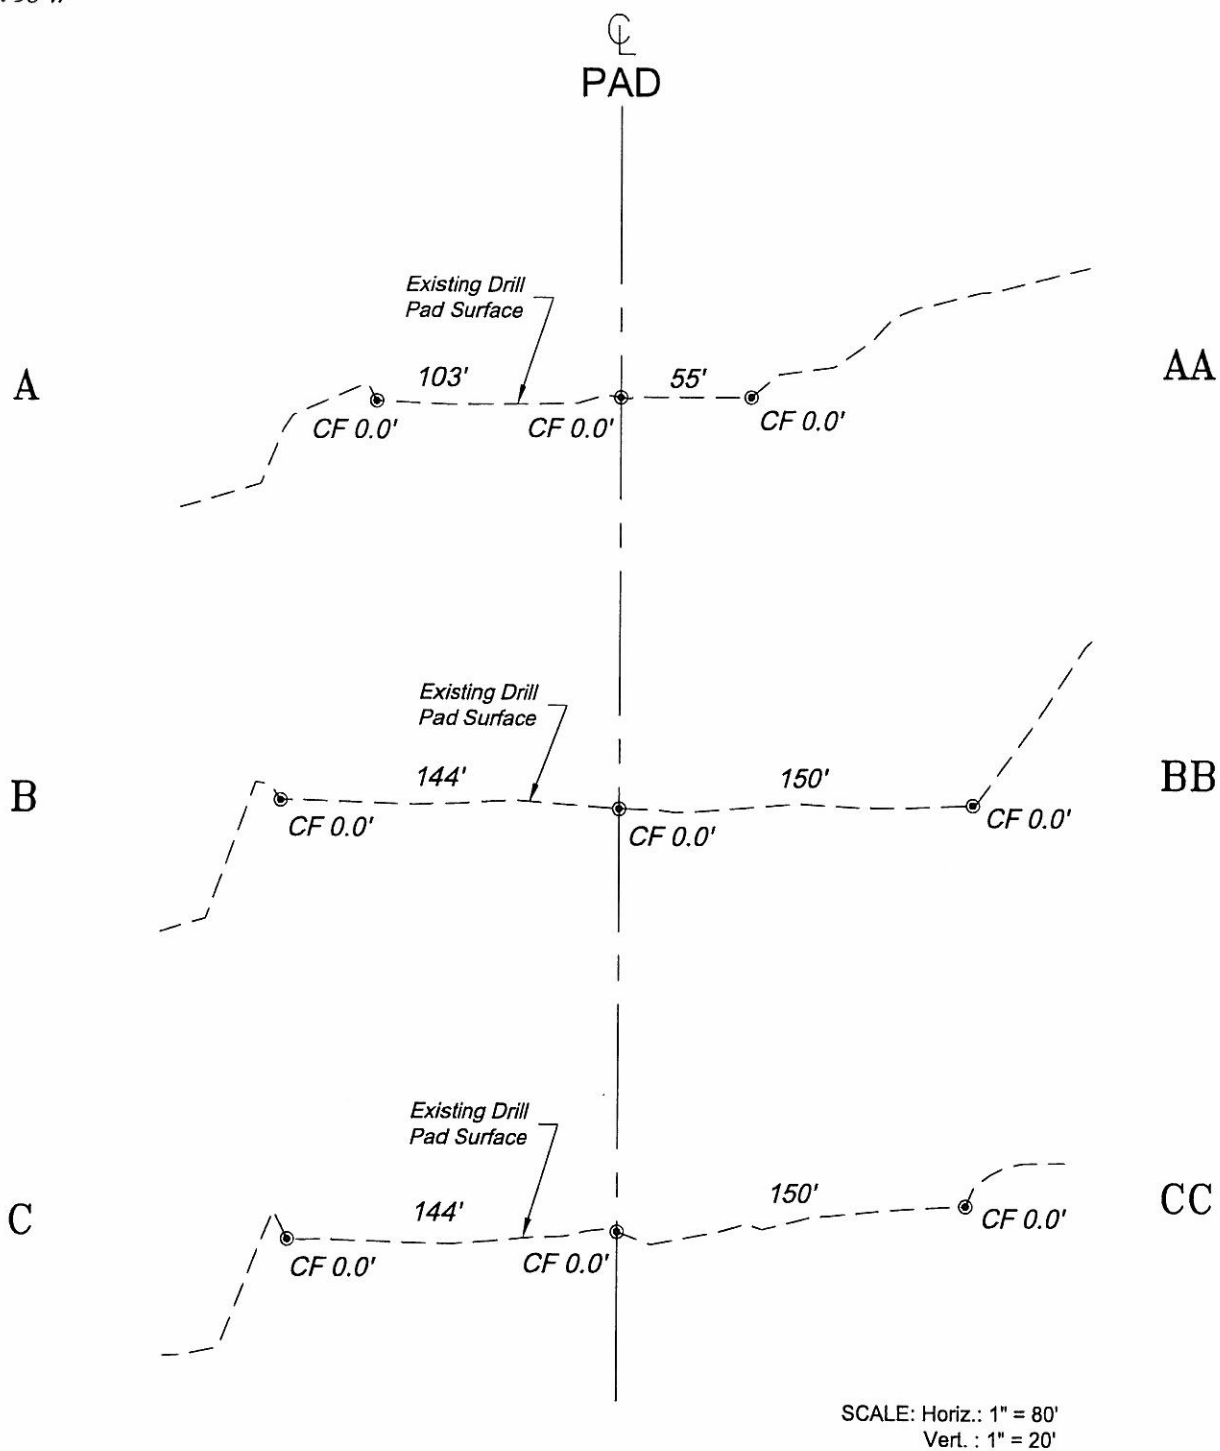 ℄
PAD
Existing Drill
Pad Surface
103'
55'
A
AA
CF 0.0'
CF 0.0'
CF 0.0'
Existing Drill
Pad Surface
144'
150'
B
BB
CF 0.0'
CF 0.0'
CF 0.0'
Existing Drill
Pad Surface
144'
150'
C
CC
CF 0.0'
CF 0.0'
CF 0.0'
SCALE: Horiz.: 1" = 80'
Vert. : 1" = 20'